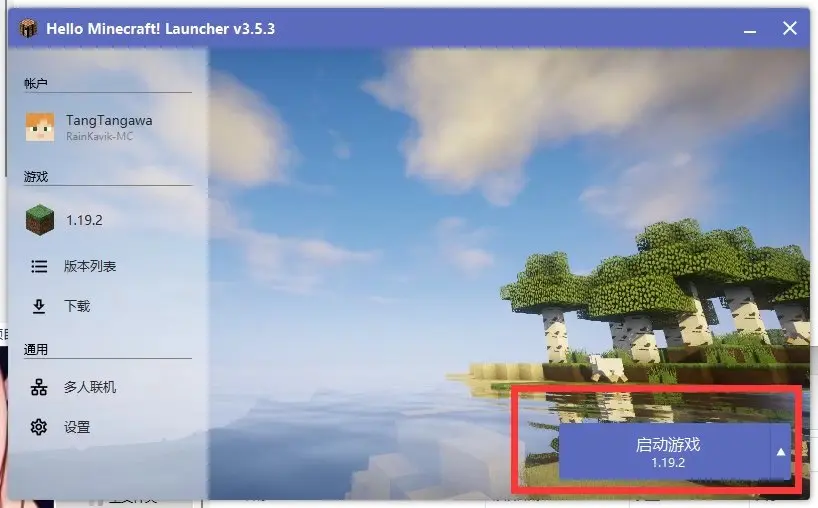 Hello Minecraft! Launcher v3.5.3
帐户
TangTangawa
RainKavik-MC
游戏
1.19.2
版本列表
下载
通用
多人联机
设置
启动游戏
1.19.2